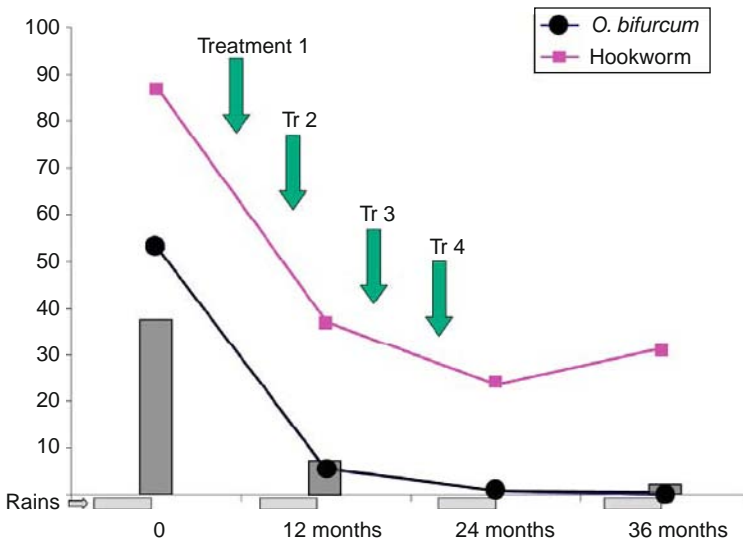 100
90
80
70
60
50
40
30
20
10
Rains
Treatment 1
Tr 2
Tr 3
Tr 4
O. bifurcum
Hookworm
0
12 months
24 months
36 months